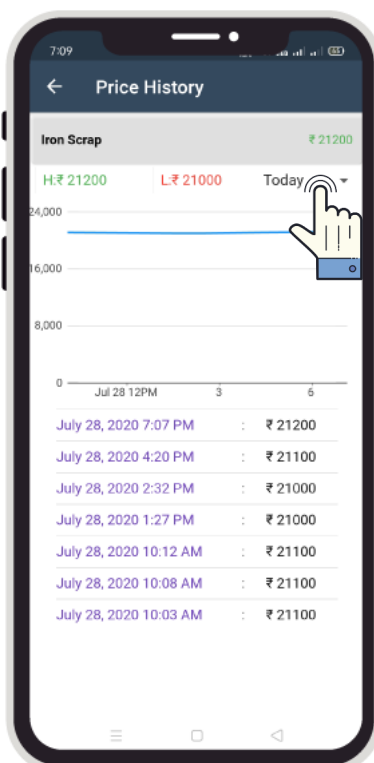 7:09
65
Price History
Iron Scrap ₹ 21200
H:₹ 21200 L:₹ 21000 Today
24,000
16,000
8,000
0
Jul 28 12PM 3 6
July 28, 2020 7:07 PM : ₹ 21200
July 28, 2020 4:20 PM : ₹ 21100
July 28, 2020 2:32 PM : ₹ 21000
July 28, 2020 1:27 PM : ₹ 21000
July 28, 2020 10:12 AM : ₹ 21100
July 28, 2020 10:08 AM : ₹ 21100
July 28, 2020 10:03 AM : ₹ 21100